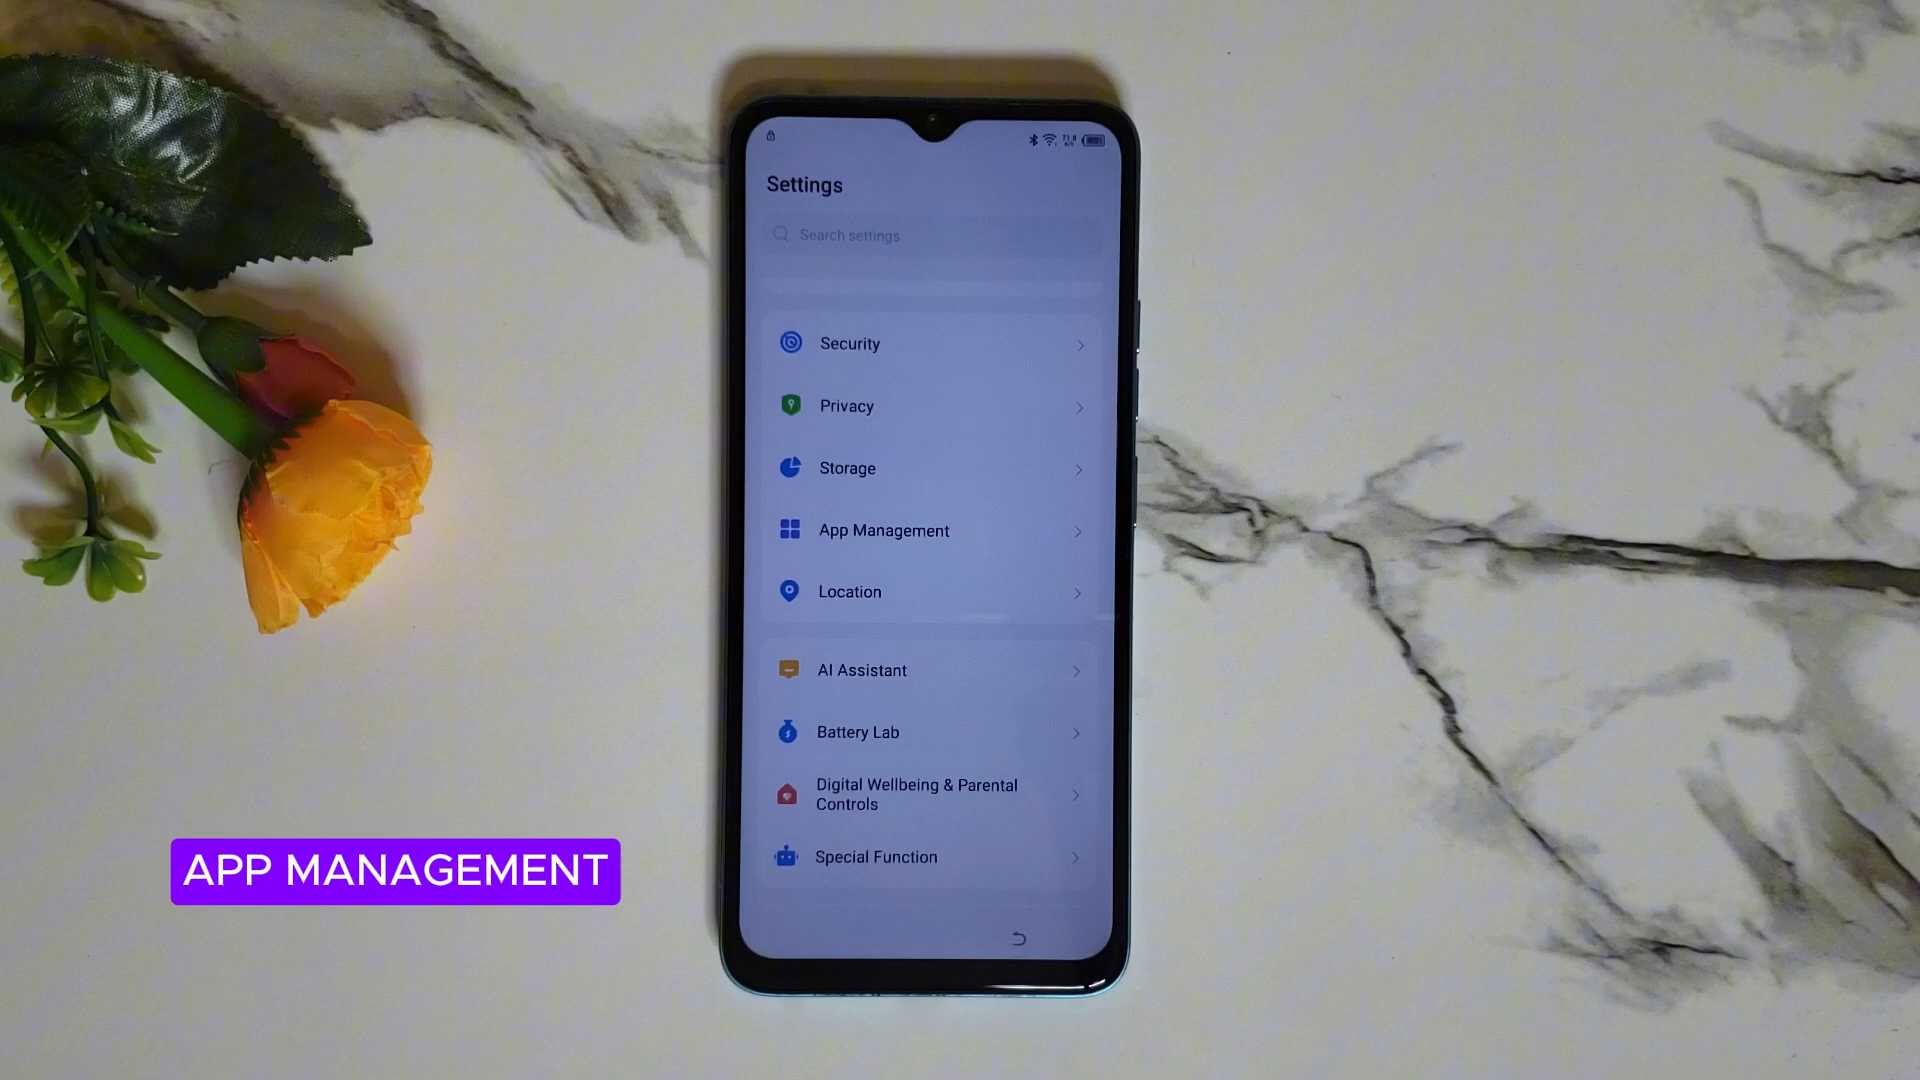 Settings
Search settings
Security
Privacy
Storage
App Management
Location
AI Assistant
Battery Lab
Digital Wellbeing & Parental
Controls
Special Function
APP MANAGEMENT